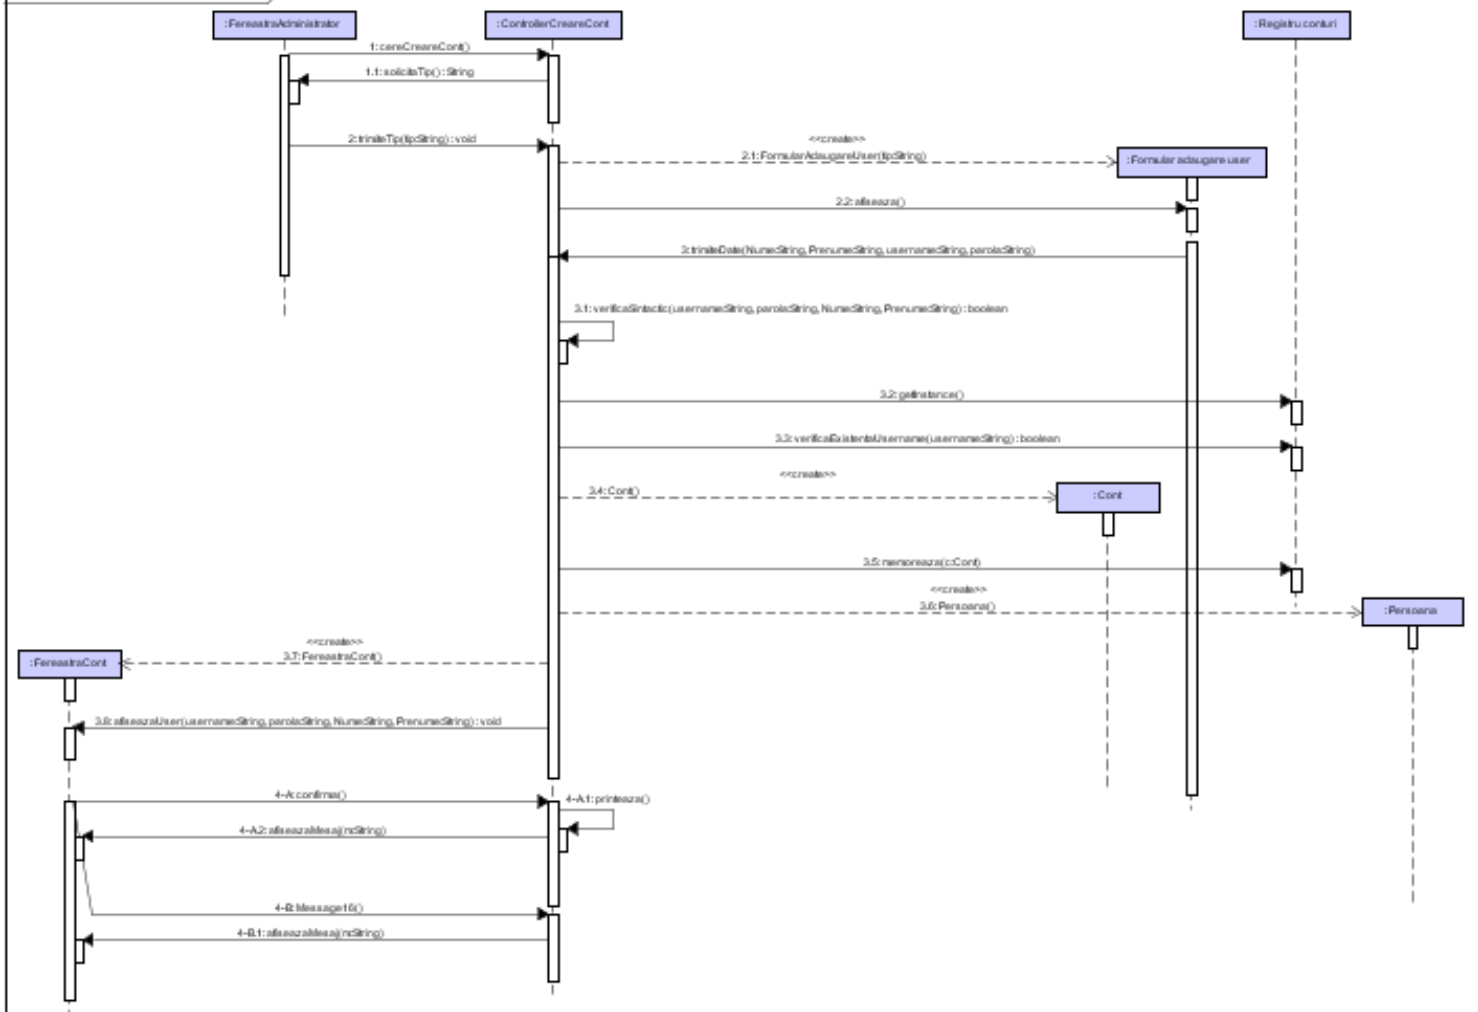 :FereastraAdministrator
:ControllerCreareCont
:Registru conturi
1:cereCreareCont()
1.1:solicitaTip():String
2:trimiteTip(tip:String):void
<<create>>
2.1:FormularAdaugareUser(tip:String)
:Formular adaugare user
2.2:afiseaza()
3:trimiteDate(Nume:String,Prenume:String,username:String,parola:String)
3.1:verificaSintactic(username:String,parola:String,Nume:String,Prenume:String):boolean
3.2:getInstance()
3.3:verificaExistentaUsername(username:String):boolean
<<create>>
3.4:Cont()
:Cont
3.5:memoreaza(c:Cont)
<<create>>
3.6:Persoana()
:Persoana
<<create>>
3.7:FereastraCont()
:FereastraCont
3.8:afiseazaUser(username:String,parola:String,Nume:String,Prenume:String):void
4-A:confirma()
4-A.1:printeaza()
4-A.2:afiseazaMesaj(m:String)
4-B:Message16()
4-B.1:afiseazaMesaj(m:String)